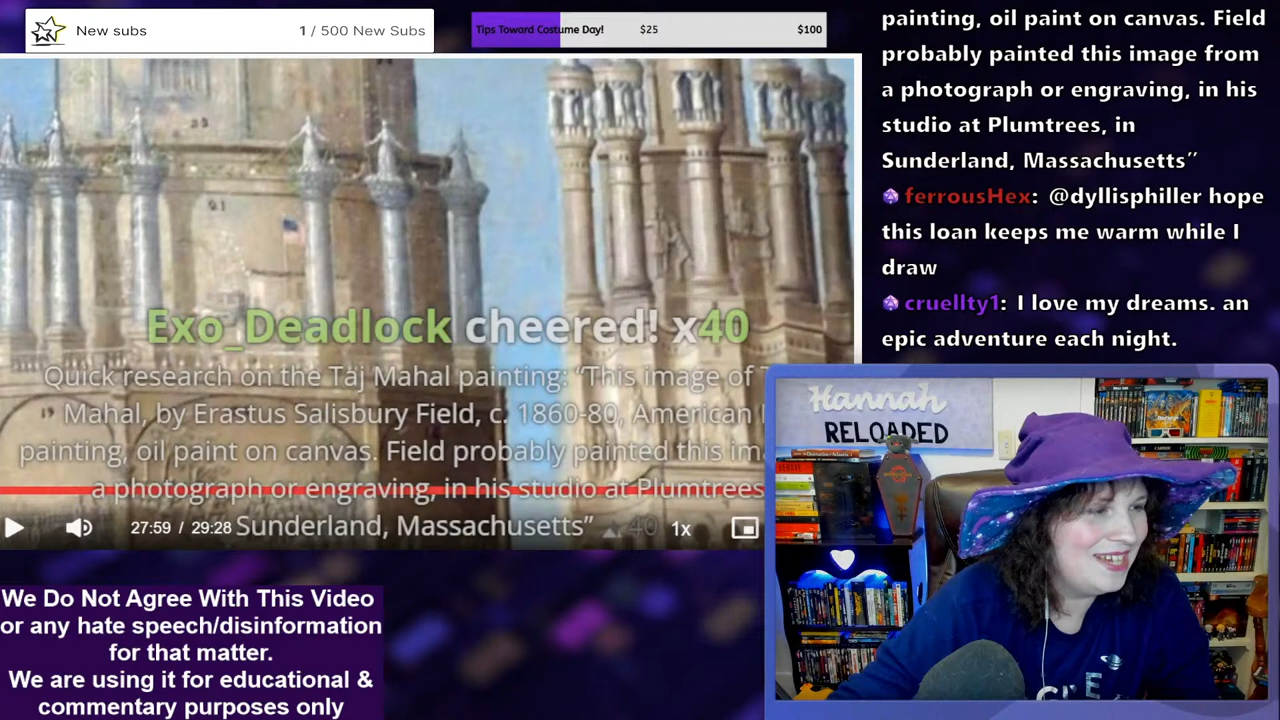 New subs
1 / 500 New Subs
Tips Toward Costume Day!
$25
$100
Exo_Deadlock cheered! x40
Quick research on the Taj Mahal painting: “This image of
Mahal, by Erastus Salisbury Field, c. 1860-80, American
painting, oil paint on canvas. Field probably painted this
a photograph or engraving, in his studio at Plumtrees
Sunderland, Massachusetts”
27:59 / 29:28
40
1x
We Do Not Agree With This Video
or any hate speech/disinformation
for that matter.
We are using it for educational &
commentary purposes only
painting, oil paint on canvas. Field
probably painted this image from
a photograph or engraving, in his
studio at Plumtrees, in
Sunderland, Massachusetts”
ferrousHex: @dyllisphiller hope
this loan keeps me warm while I
draw
cruellty1: I love my dreams. an
epic adventure each night.
Hannah
RELOADED